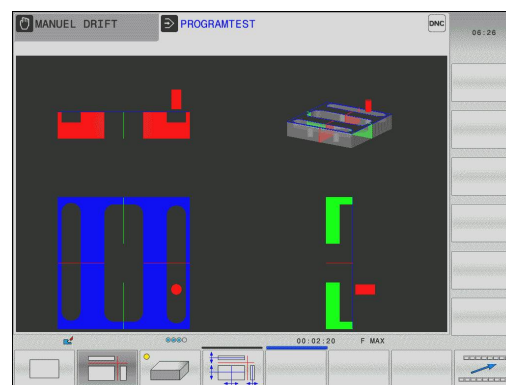 MANUEL DRIFT
PROGRAMTEST
DNC
06:26
00:02:20 F MAX